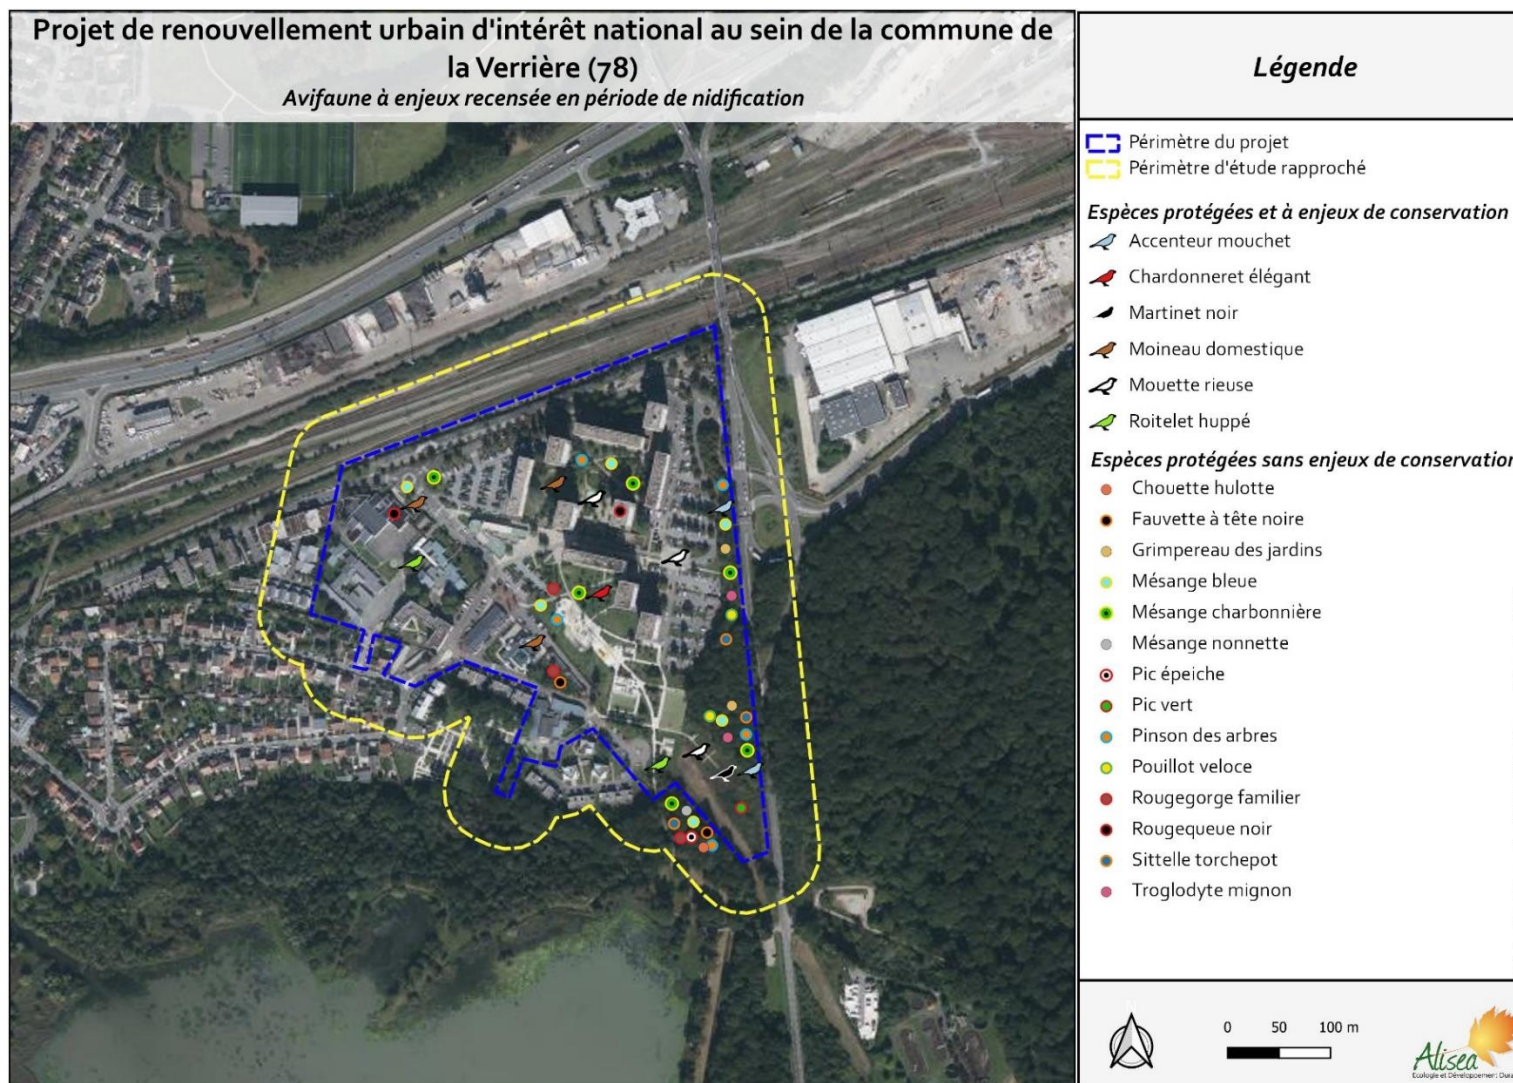 Projet de renouvellement urbain d'intérêt national au sein de la commune de
la Verrière (78)
Avifaune à enjeux recensée en période de nidification
Légende
Périmètre du projet
Périmètre d'étude rapproché
Espèces protégées et à enjeux de conservation
Accenteur mouchet
Chardonneret élégant
Martinet noir
Moineau domestique
Mouette rieuse
Roitelet huppé
Espèces protégées sans enjeux de conservation
Chouette hulotte
Fauvette à tête noire
Grimpereau des jardins
Mésange bleue
Mésange charbonnière
Mésange nonnette
Pic épeiche
Pic vert
Pinson des arbres
Pouillot veloce
Rougegorge familier
Rougequeue noir
Sittelle torchepot
Troglodyte mignon
0 50 100 m
Alisea
Ecologie et Développement Dura